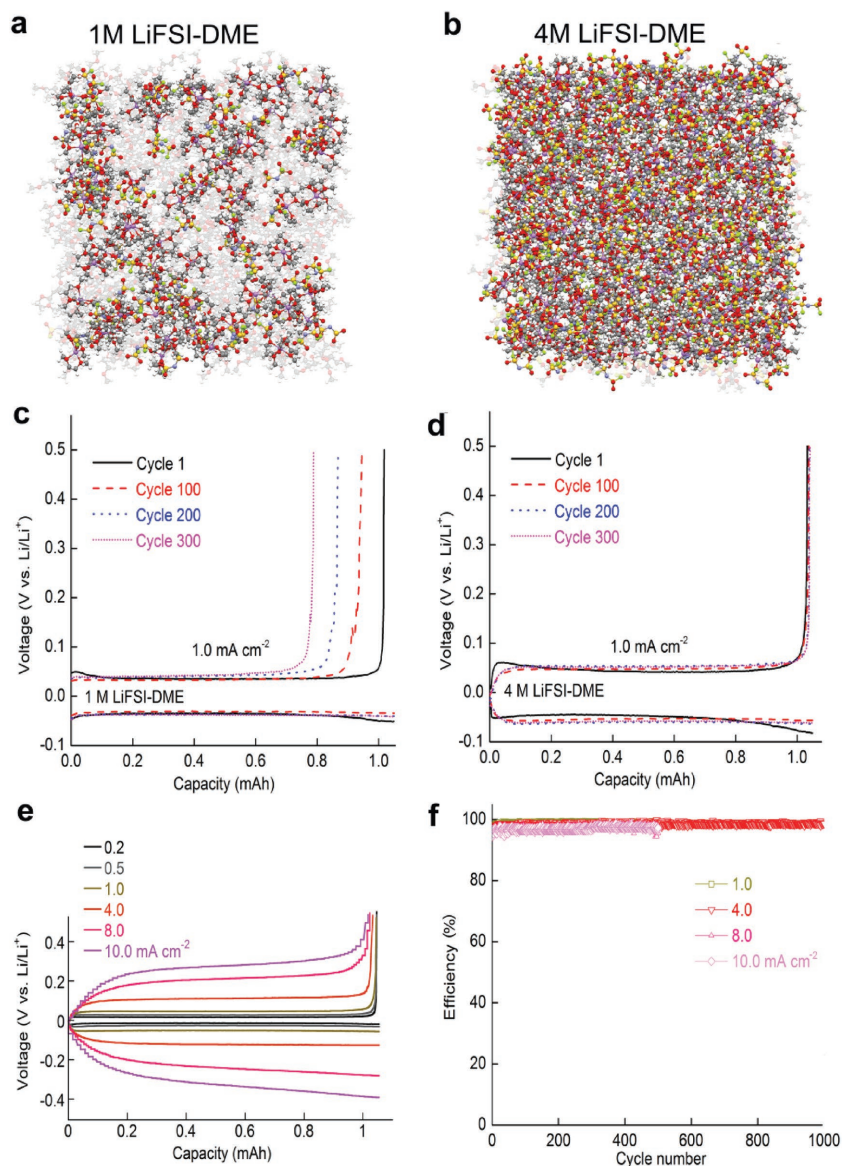 a
1M LiFSI-DME
b
4M LiFSI-DME
c
Voltage (V vs. Li/Li⁺)
0.5
0.4
0.3
0.2
0.1
0.0
-0.1
Cycle 1
Cycle 100
Cycle 200
Cycle 300
1.0 mA cm⁻²
1 M LiFSI-DME
0.0 0.2 0.4 0.6 0.8 1.0
Capacity (mAh)
d
Voltage (V vs. Li/Li⁺)
0.5
0.4
0.3
0.2
0.1
0.0
-0.1
Cycle 1
Cycle 100
Cycle 200
Cycle 300
1.0 mA cm⁻²
4 M LiFSI-DME
0.0 0.2 0.4 0.6 0.8 1.0
Capacity (mAh)
e
0.2
0.5
1.0
4.0
8.0
10.0 mA cm⁻²
Voltage (V vs. Li/Li⁺)
0.4
0.2
0
-0.2
-0.4
0 0.2 0.4 0.6 0.8 1
Capacity (mAh)
f
Efficiency (%)
100
80
60
40
20
0
1.0
4.0
8.0
10.0 mA cm⁻²
0 200 400 600 800 1000
Cycle number